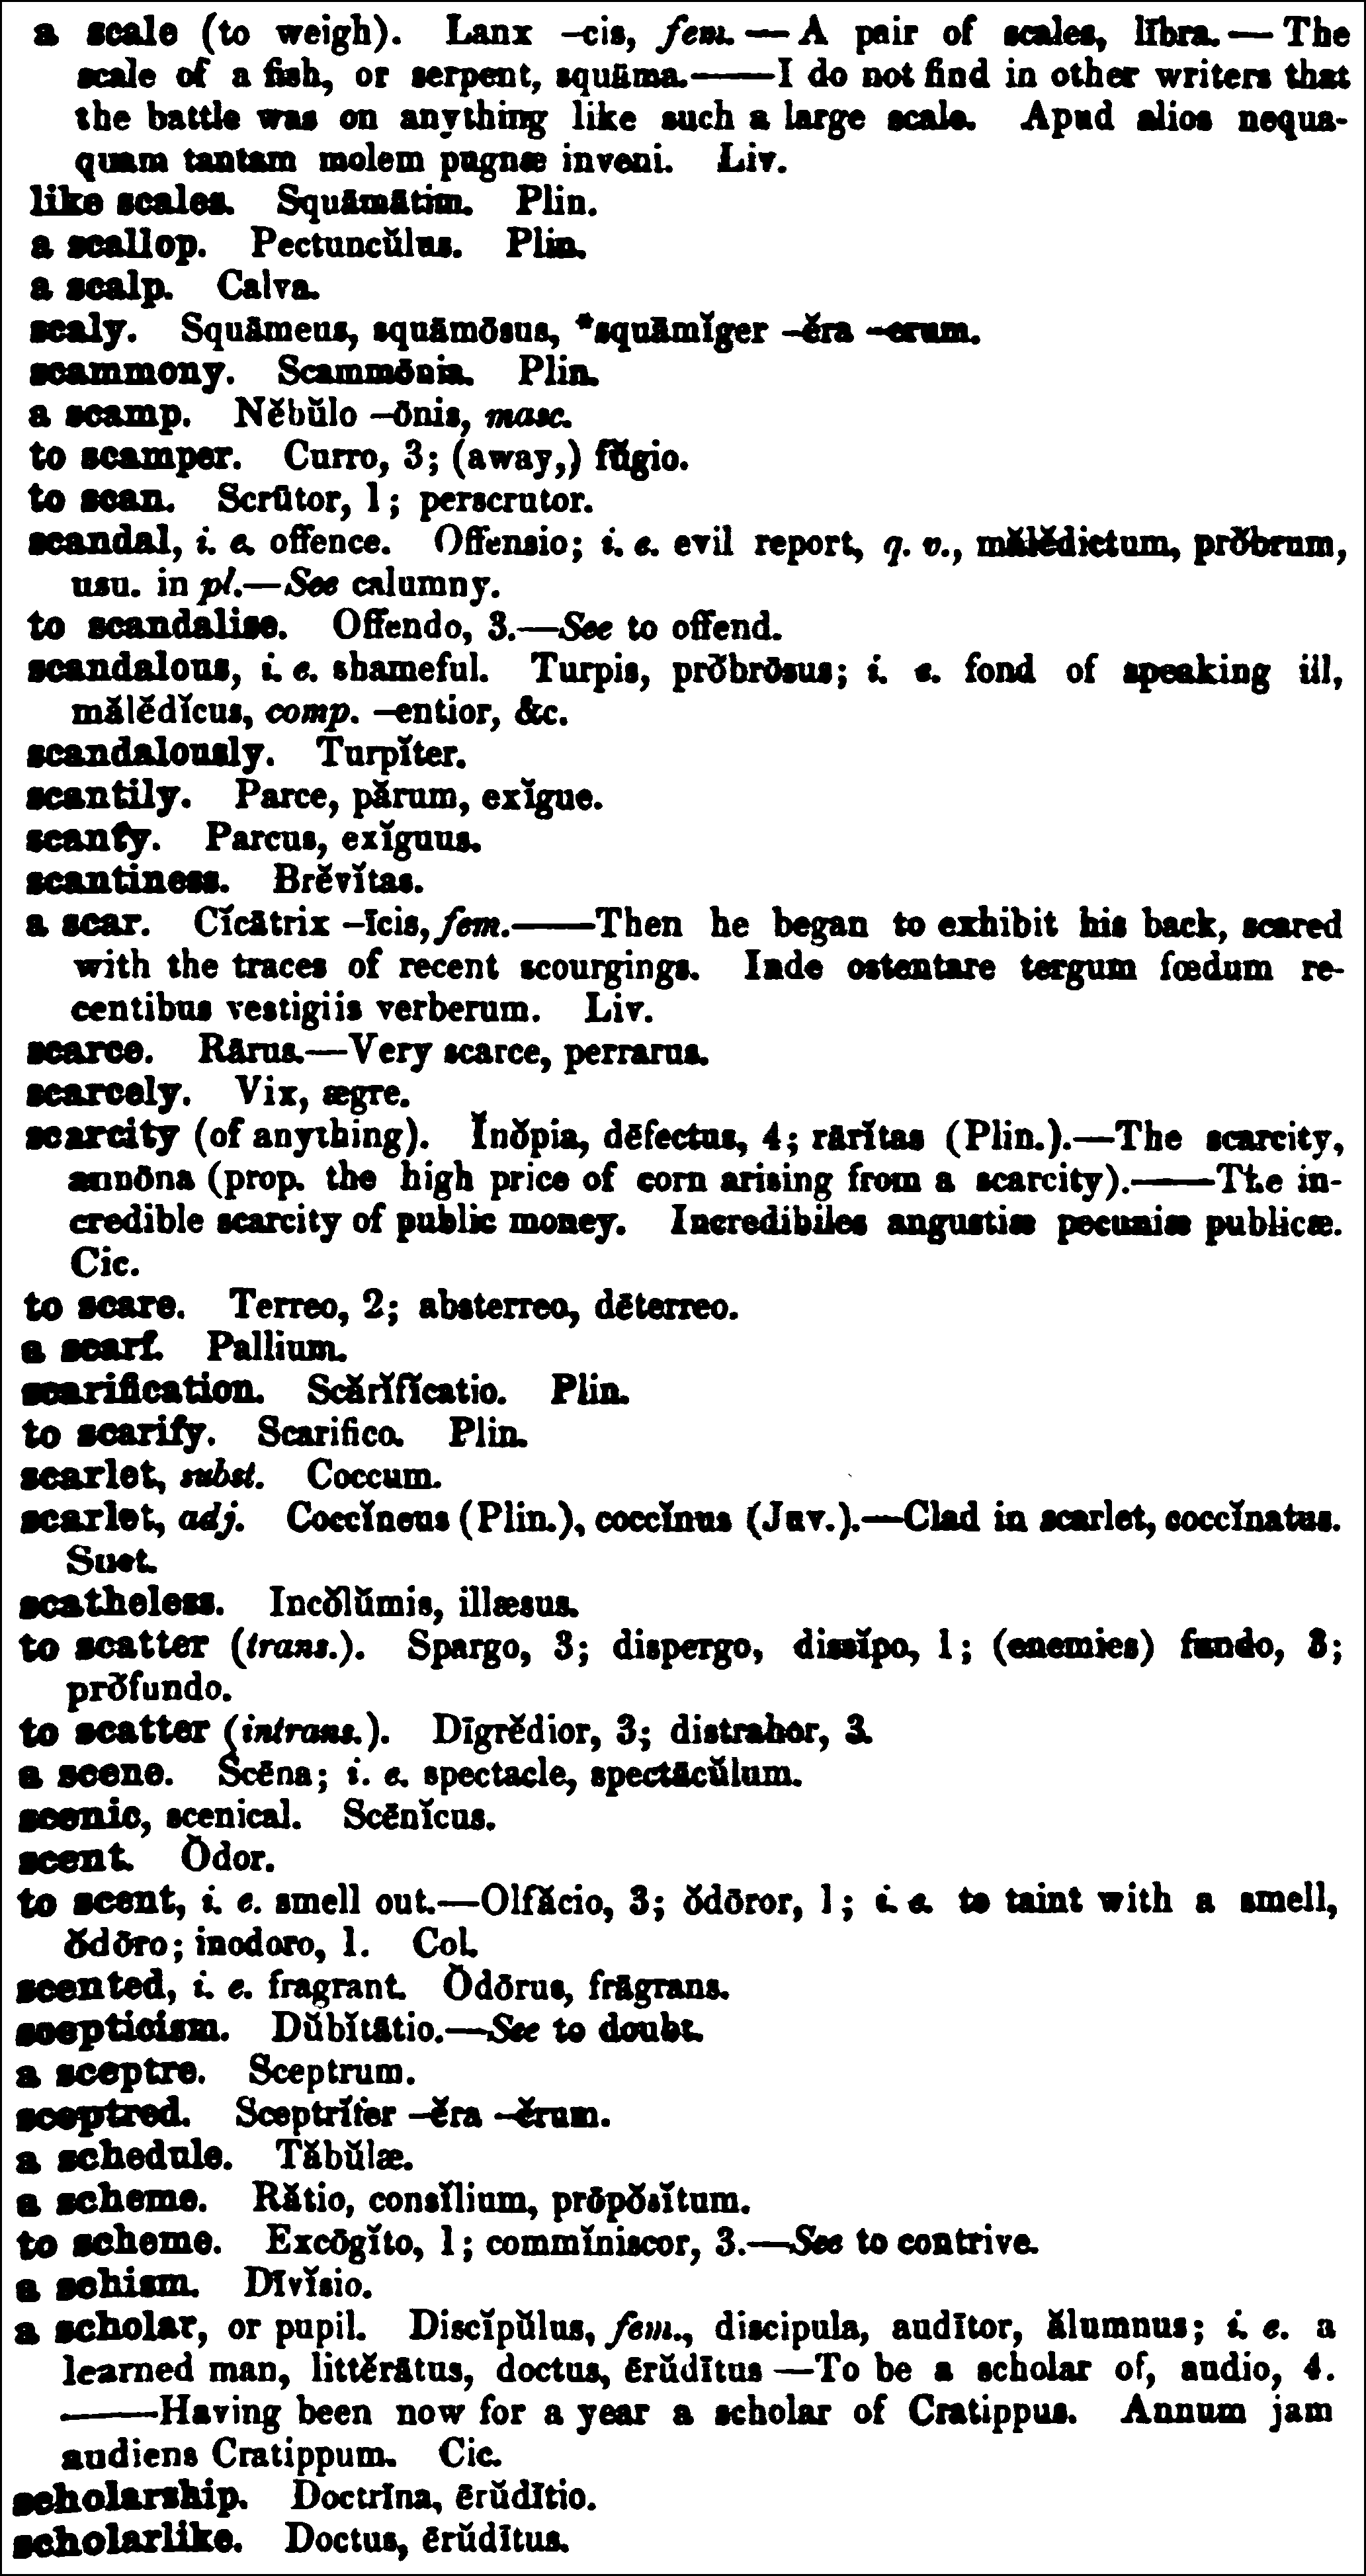 a scale (to weigh). Lanx –cis, fem.—A pair of scales, lībra.—The
scale of a fish, or serpent, squāma.——I do not find in other writers that
the battle was on anything like such a large scale. Apud alios nequa-
quam tantam molem pugnæ inveni. Liv.
like scales. Squāmātim. Plin.
a scallop. Pectuncŭlus. Plin.
a scalp. Calva.
scaly. Squāmeus, squāmōsus, *squāmĭger –ĕra –erum.
scammony. Scammōnia. Plin.
a scamp. Nĕbŭlo –ōnis, masc.
to scamper. Curro, 3; (away,) fŭgio.
to scan. Scrūtor, 1; perscrutor.
scandal, i. e. offence. Offensio; i. e. evil report, q. v., mălĕdictum, prŏbrum,
usu. in pl.—See calumny.
to scandalise. Offendo, 3.—See to offend.
scandalous, i. e. shameful. Turpis, prŏbrōsus; i. e. fond of speaking ill,
mălĕdĭcus, comp. –entior, &c.
scandalously. Turpĭter.
scantily. Parce, părum, exĭgue.
scanty. Parcus, exĭguus.
scantiness. Brĕvĭtas.
a scar. Cĭcātrix –īcis, fem.——Then he began to exhibit his back, scared
with the traces of recent scourgings. Inde ostentare tergum fœdum re-
centibus vestigiis verberum. Liv.
scarce. Rārus.—Very scarce, perrarus.
scarcely. Vix, ægre.
scarcity (of anything). Ĭnŏpia, dēfectus, 4; rārĭtas (Plin.).—The scarcity,
annōna (prop. the high price of corn arising from a scarcity).——The in-
credible scarcity of public money. Incredibiles angustiæ pecuniæ publicæ.
Cic.
to scare. Terreo, 2; absterreo, dēterreo.
a scarf. Pallium.
scarification. Scărĭfĭcatio. Plin.
to scarify. Scarifico. Plin.
scarlet, subst. Coccum.
scarlet, adj. Coccĭneus (Plin.), coccĭnus (Juv.).—Clad in scarlet, coccĭnatus.
Suet.
scatheless. Incŏlŭmis, illæsus.
to scatter (trans.). Spargo, 3; dispergo, dissĭpo, 1; (enemies) fundo, 3;
prŏfundo.
to scatter (intrans.). Dīgrĕdior, 3; distrahor, 3.
a scene. Scēna; i. e. spectacle, spectācŭlum.
scenic, scenical. Scēnĭcus.
scent. Ŏdor.
to scent, i. e. smell out.—Olfăcio, 3; ŏdōror, 1; i. e. to taint with a smell,
ŏdōro; inodoro, 1. Col.
scented, i. e. fragrant. Ŏdōrus, frāgrans.
scepticism. Dŭbĭtātio.—See to doubt.
a sceptre. Sceptrum.
sceptred. Sceptrĭfer –ĕra –ĕrum.
a schedule. Tăbŭlæ.
a scheme. Rătio, consĭlium, prōpŏsĭtum.
to scheme. Excōgĭto, 1; commĭniscor, 3.—See to contrive.
a schism. Dīvĭsio.
a scholar, or pupil. Discĭpŭlus, fem., discipula, audītor, ălumnus; i. e. a
learned man, littĕrātus, doctus, ērŭdītus—To be a scholar of, audio, 4.
——Having been now for a year a scholar of Cratippus. Annum jam
audiens Cratippum. Cic.
scholarship. Doctrīna, ērŭdītio.
scholarlike. Doctus, ērŭdītus.